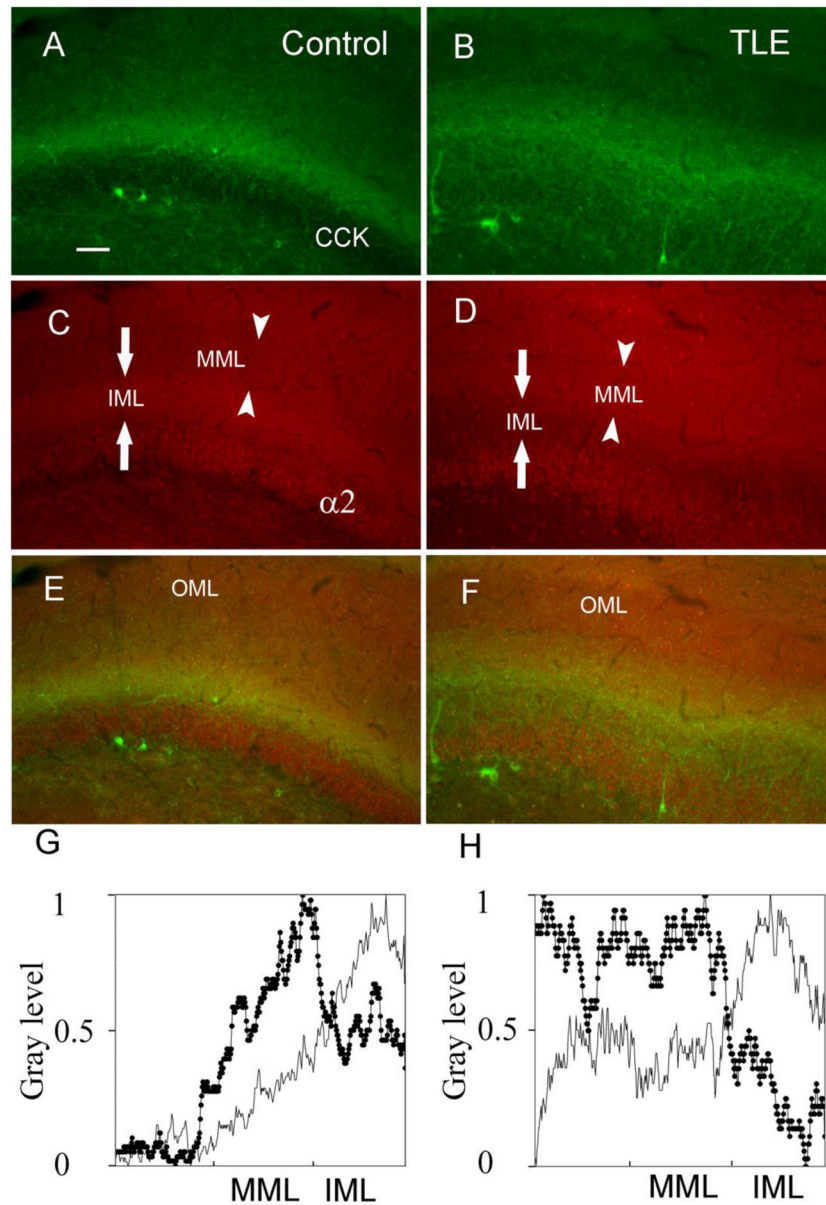 A Control
B TLE
CCK
C
MML
IML
α2
D
MML
IML
E
OML
F
OML
G
H
1
0.5
0
Gray level
MML IML
1
0.5
0
Gray level
MML IML